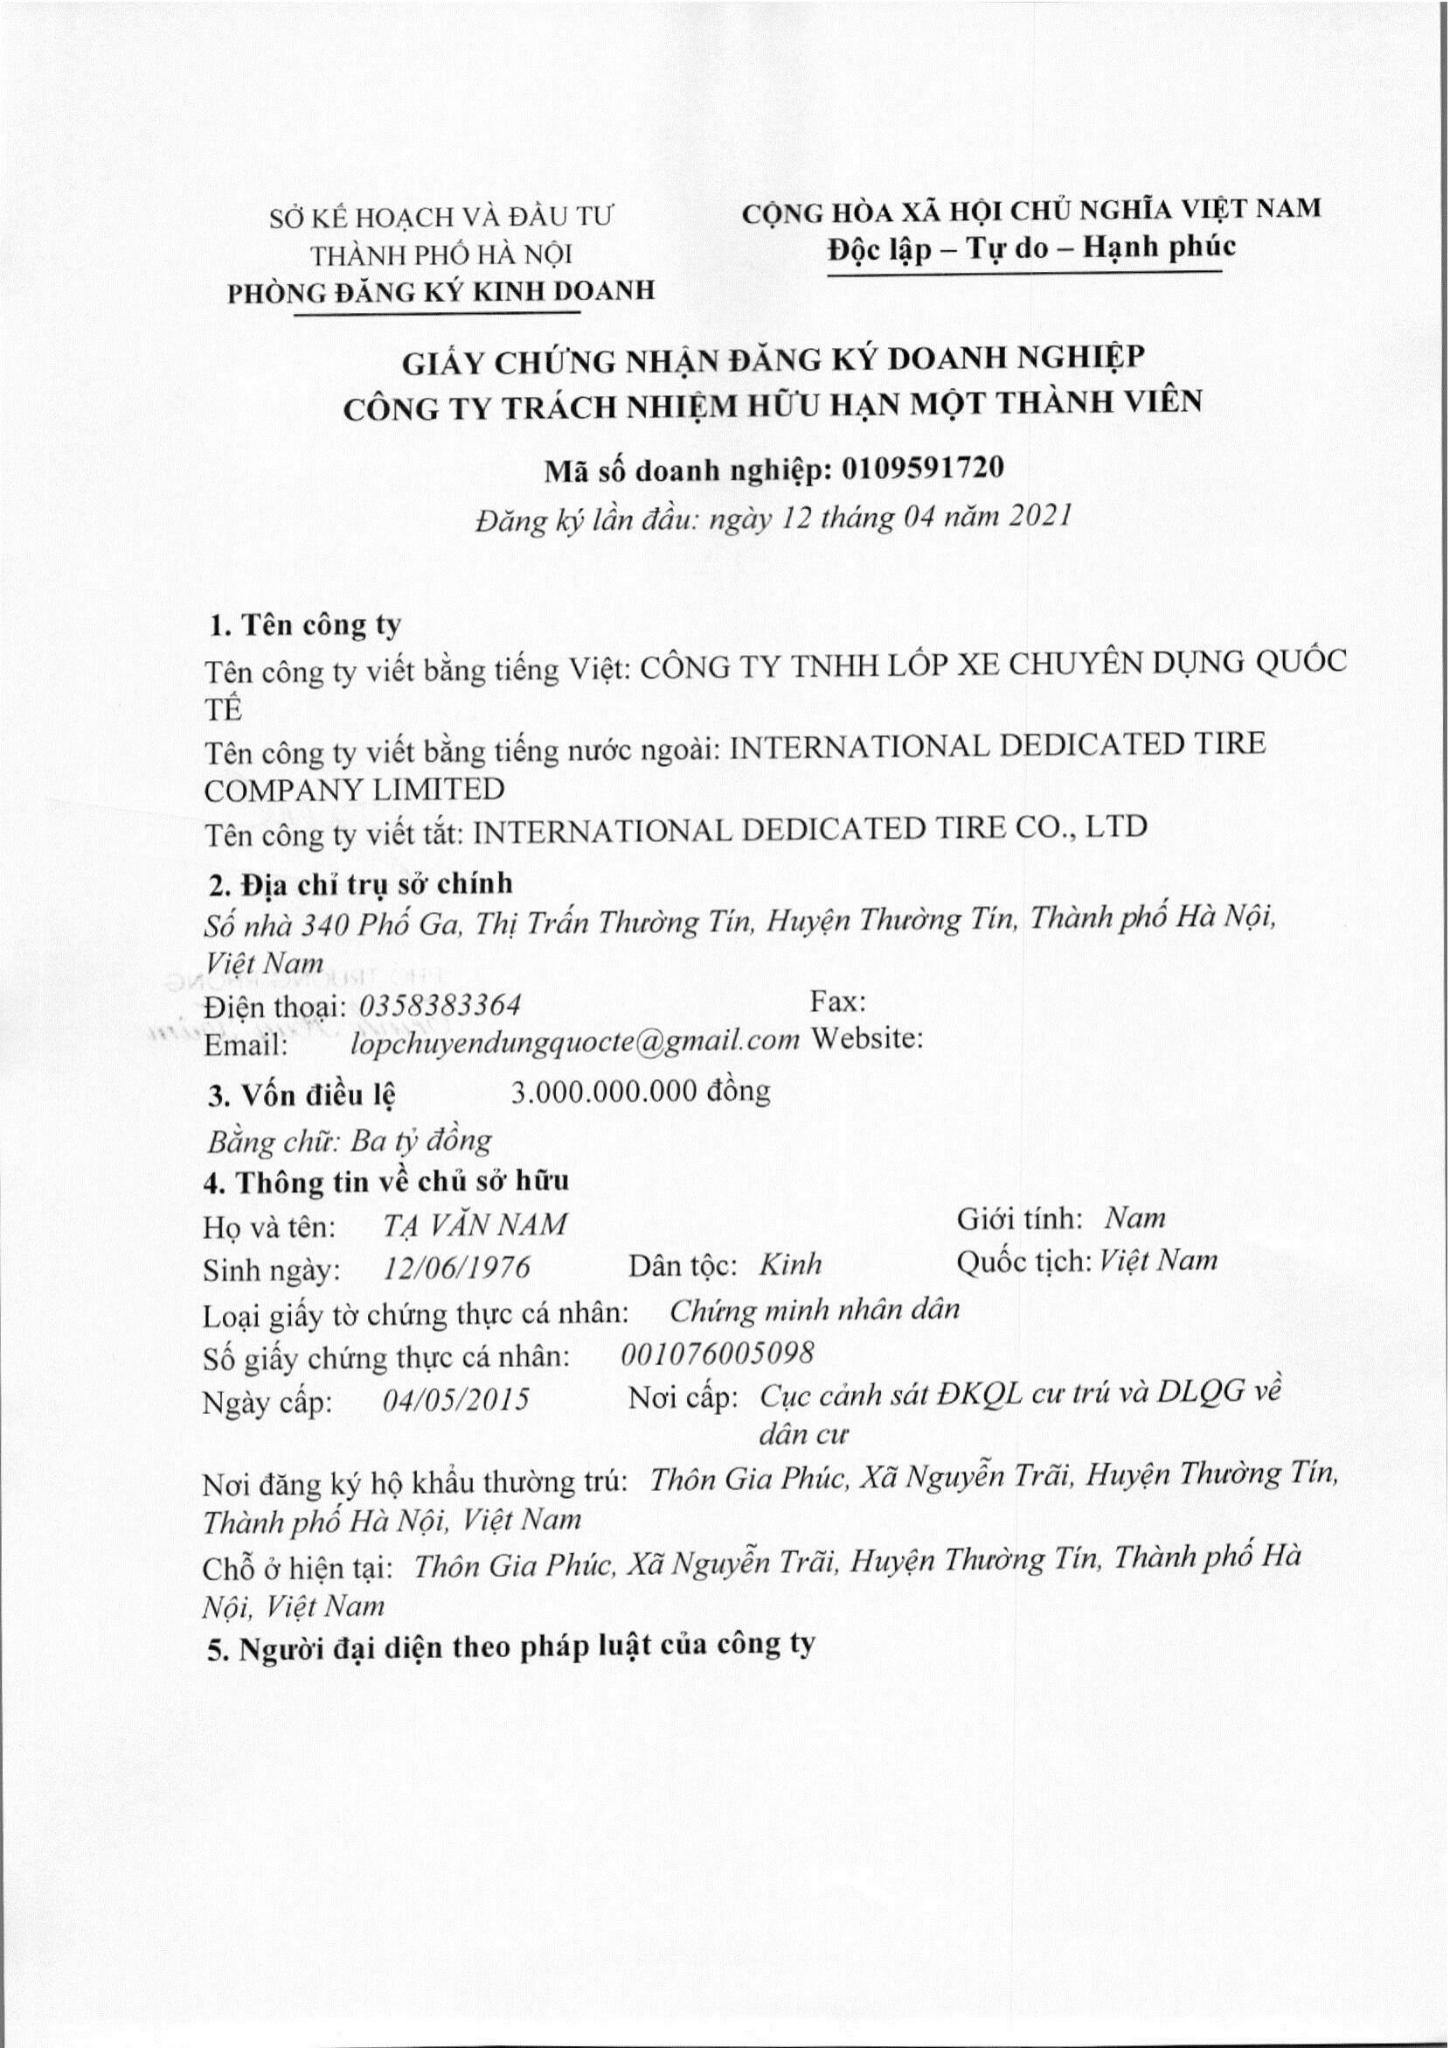 SỞ KẾ HOẠCH VÀ ĐẦU TƯ
THÀNH PHỐ HÀ NỘI
PHÒNG ĐĂNG KÝ KINH DOANH
CỘNG HÒA XÃ HỘI CHỦ NGHĨA VIỆT NAM
Độc lập – Tự do – Hạnh phúc
GIẤY CHỨNG NHẬN ĐĂNG KÝ DOANH NGHIỆP
CÔNG TY TRÁCH NHIỆM HỮU HẠN MỘT THÀNH VIÊN
Mã số doanh nghiệp: 0109591720
Đăng ký lần đầu: ngày 12 tháng 04 năm 2021
1. Tên công ty
Tên công ty viết bằng tiếng Việt: CÔNG TY TNHH LỐP XE CHUYÊN DỤNG QUỐC
TẾ
Tên công ty viết bằng tiếng nước ngoài: INTERNATIONAL DEDICATED TIRE
COMPANY LIMITED
Tên công ty viết tắt: INTERNATIONAL DEDICATED TIRE CO., LTD
2. Địa chỉ trụ sở chính
Số nhà 340 Phố Ga, Thị Trấn Thường Tín, Huyện Thường Tín, Thành phố Hà Nội,
Việt Nam
Điện thoại: 0358383364 Fax:
Email: lopchuyendungquocte@gmail.com Website:
3. Vốn điều lệ 3.000.000.000 đồng
Bằng chữ: Ba tỷ đồng
4. Thông tin về chủ sở hữu
Họ và tên: TẠ VĂN NAM Giới tính: Nam
Sinh ngày: 12/06/1976 Dân tộc: Kinh Quốc tịch: Việt Nam
Loại giấy tờ chứng thực cá nhân: Chứng minh nhân dân
Số giấy chứng thực cá nhân: 001076005098
Ngày cấp: 04/05/2015 Nơi cấp: Cục cảnh sát ĐKQL cư trú và DLQG về
dân cư
Nơi đăng ký hộ khẩu thường trú: Thôn Gia Phúc, Xã Nguyễn Trãi, Huyện Thường Tín,
Thành phố Hà Nội, Việt Nam
Chỗ ở hiện tại: Thôn Gia Phúc, Xã Nguyễn Trãi, Huyện Thường Tín, Thành phố Hà
Nội, Việt Nam
5. Người đại diện theo pháp luật của công ty